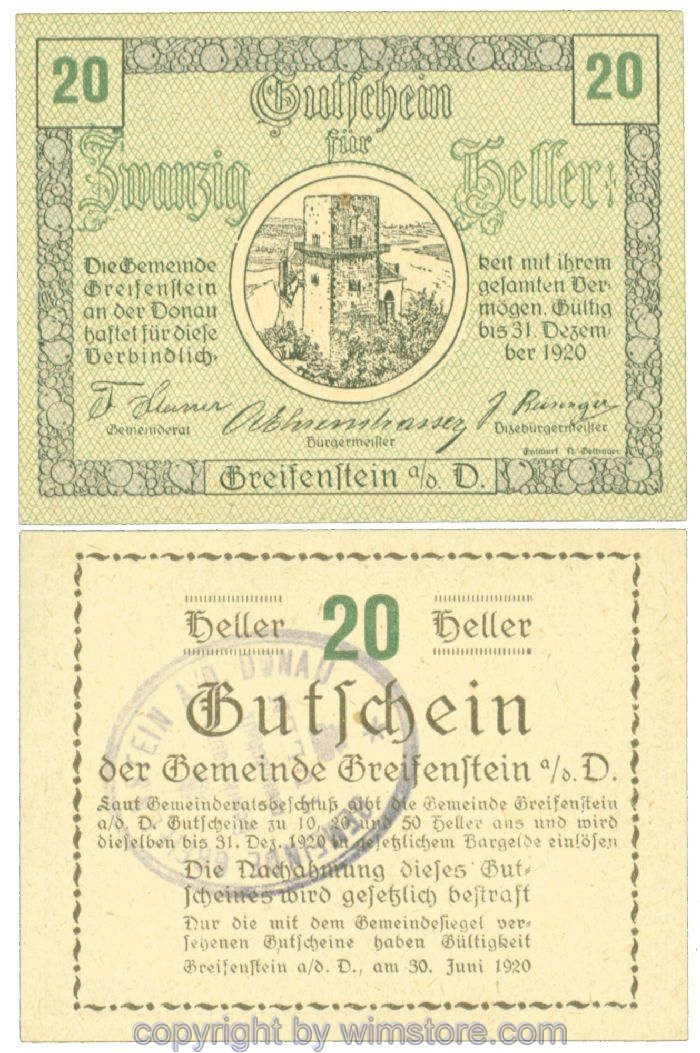 20
20
Gutschein
für
Zwanzig
Heller
Die Gemeinde
Greifenstein
an der Donau
haftet für diese
Verbindlich-
keit mit ihrem
gesamten Ver-
mögen. Gültig
bis 31. Dezem-
ber 1920
Gemeinderat
Bürgermeister
Vizebürgermeister
Entwurf
Greifenstein a/d. D.
Heller 20 Heller
Gutschein
der Gemeinde Greifenstein a/d. D.
Laut Gemeinderatsbeschluß gibt die Gemeinde Greifenstein
a/d. D. Gutscheine zu 10, 20 und 50 Heller aus und wird
dieselben bis 31. Dez. 1920 in gesetzlichem Bargelde einlösen
Die Nachahmung dieses Gut-
scheines wird gesetzlich bestraft
Nur die mit dem Gemeindesiegel ver-
sehenen Gutscheine haben Gültigkeit
Greifenstein a/d. D., am 30. Juni 1920
A/D. DONAU
copyright by wimstore.com